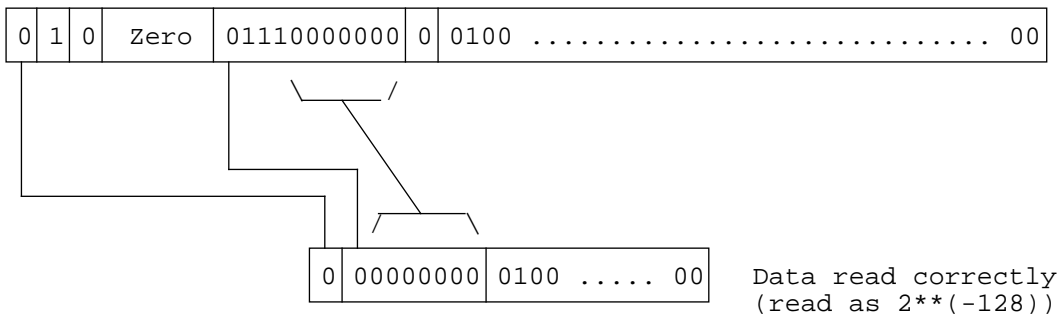 0 1 0 Zero 01110000000 0 0100 ............................. 00
0 00000000 0100 ..... 00 Data read correctly
(read as 2**(-128))